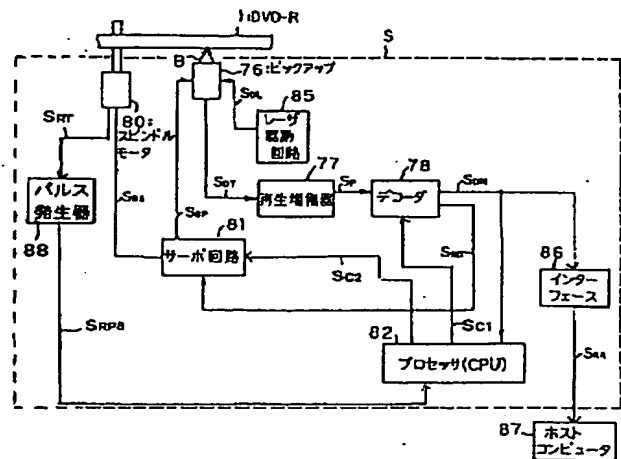 1:DVD-R
S
B
76:ピックアップ
SDL
85
レーザ
駆動
回路
80:
スピンドル
モータ
SRT
パルス
発生器
88
SSS
SSP
SDT
77
再生増幅器
SP
78
デコーダ
SDM
81
サーボ回路
SC2
SC1
86
インター
フェース
82
プロセッサ(CPU)
SRPB
87
ホスト
コンピュータ